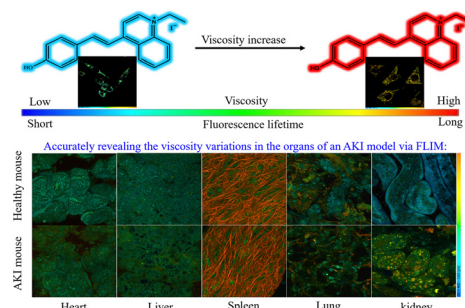 N
I⁻
HO
Viscosity increase
N
I⁻
HO
Low
Viscosity
High
Short
Fluorescence lifetime
Long
Accurately revealing the viscosity variations in the organs of an AKI model via FLIM:
Healthy mouse
AKI mouse
Heart
Liver
Spleen
Lung
kidney